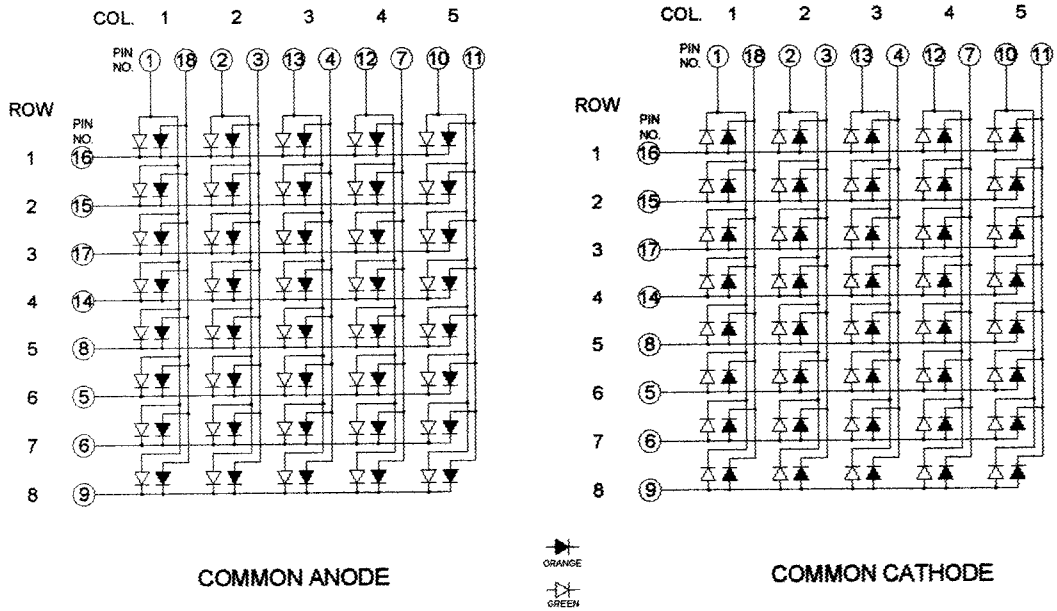 COL. 1 2 3 4 5
PIN NO. 1 18 2 3 13 4 12 7 10 11
ROW
PIN NO.
1 16
2 15
3 17
4 14
5 8
6 5
7 6
8 9
COMMON ANODE
COL. 1 2 3 4 5
PIN NO. 1 18 2 3 13 4 12 7 10 11
ROW
PIN NO.
1 16
2 15
3 17
4 14
5 8
6 5
7 6
8 9
COMMON CATHODE
ORANGE
GREEN